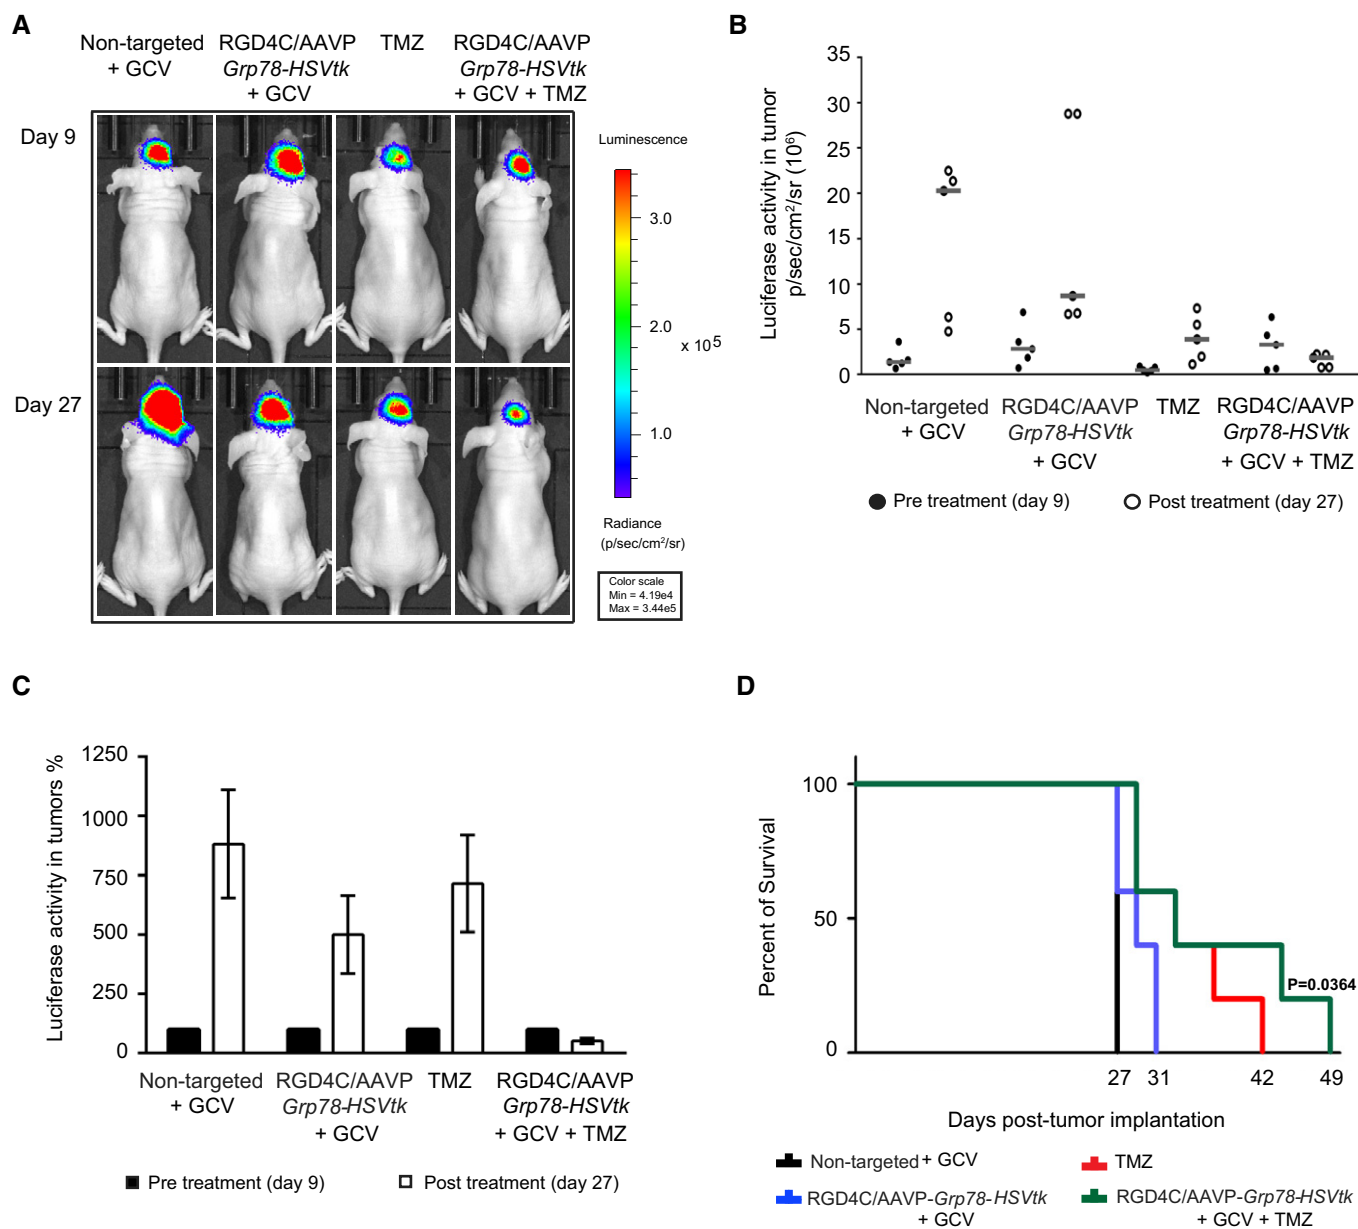 A
Non-targeted
+ GCV
RGD4C/AAVP
Grp78-HSVtk
+ GCV
TMZ
RGD4C/AAVP
Grp78-HSVtk
+ GCV + TMZ
Day 9
Day 27
Luminescence
3.0
2.0
x 10⁵
1.0
Radiance
(p/sec/cm²/sr)
Color scale
Min = 4.19e4
Max = 3.44e5
B
Luciferase activity in tumor
p/sec/cm²/sr (10⁶)
35
30
25
20
15
10
5
0
Non-targeted
+ GCV
RGD4C/AAVP
Grp78-HSVtk
+ GCV
TMZ
RGD4C/AAVP
Grp78-HSVtk
+ GCV + TMZ
Pre treatment (day 9)
Post treatment (day 27)
C
Luciferase activity in tumors %
1250
1000
750
500
250
0
Non-targeted
+ GCV
RGD4C/AAVP
Grp78-HSVtk
+ GCV
TMZ
RGD4C/AAVP
Grp78-HSVtk
+ GCV + TMZ
Pre treatment (day 9)
Post treatment (day 27)
D
Percent of Survival
100
50
0
P=0.0364
27
31
42
49
Days post-tumor implantation
Non-targeted + GCV
TMZ
RGD4C/AAVP-Grp78-HSVtk
+ GCV
RGD4C/AAVP-Grp78-HSVtk
+ GCV + TMZ